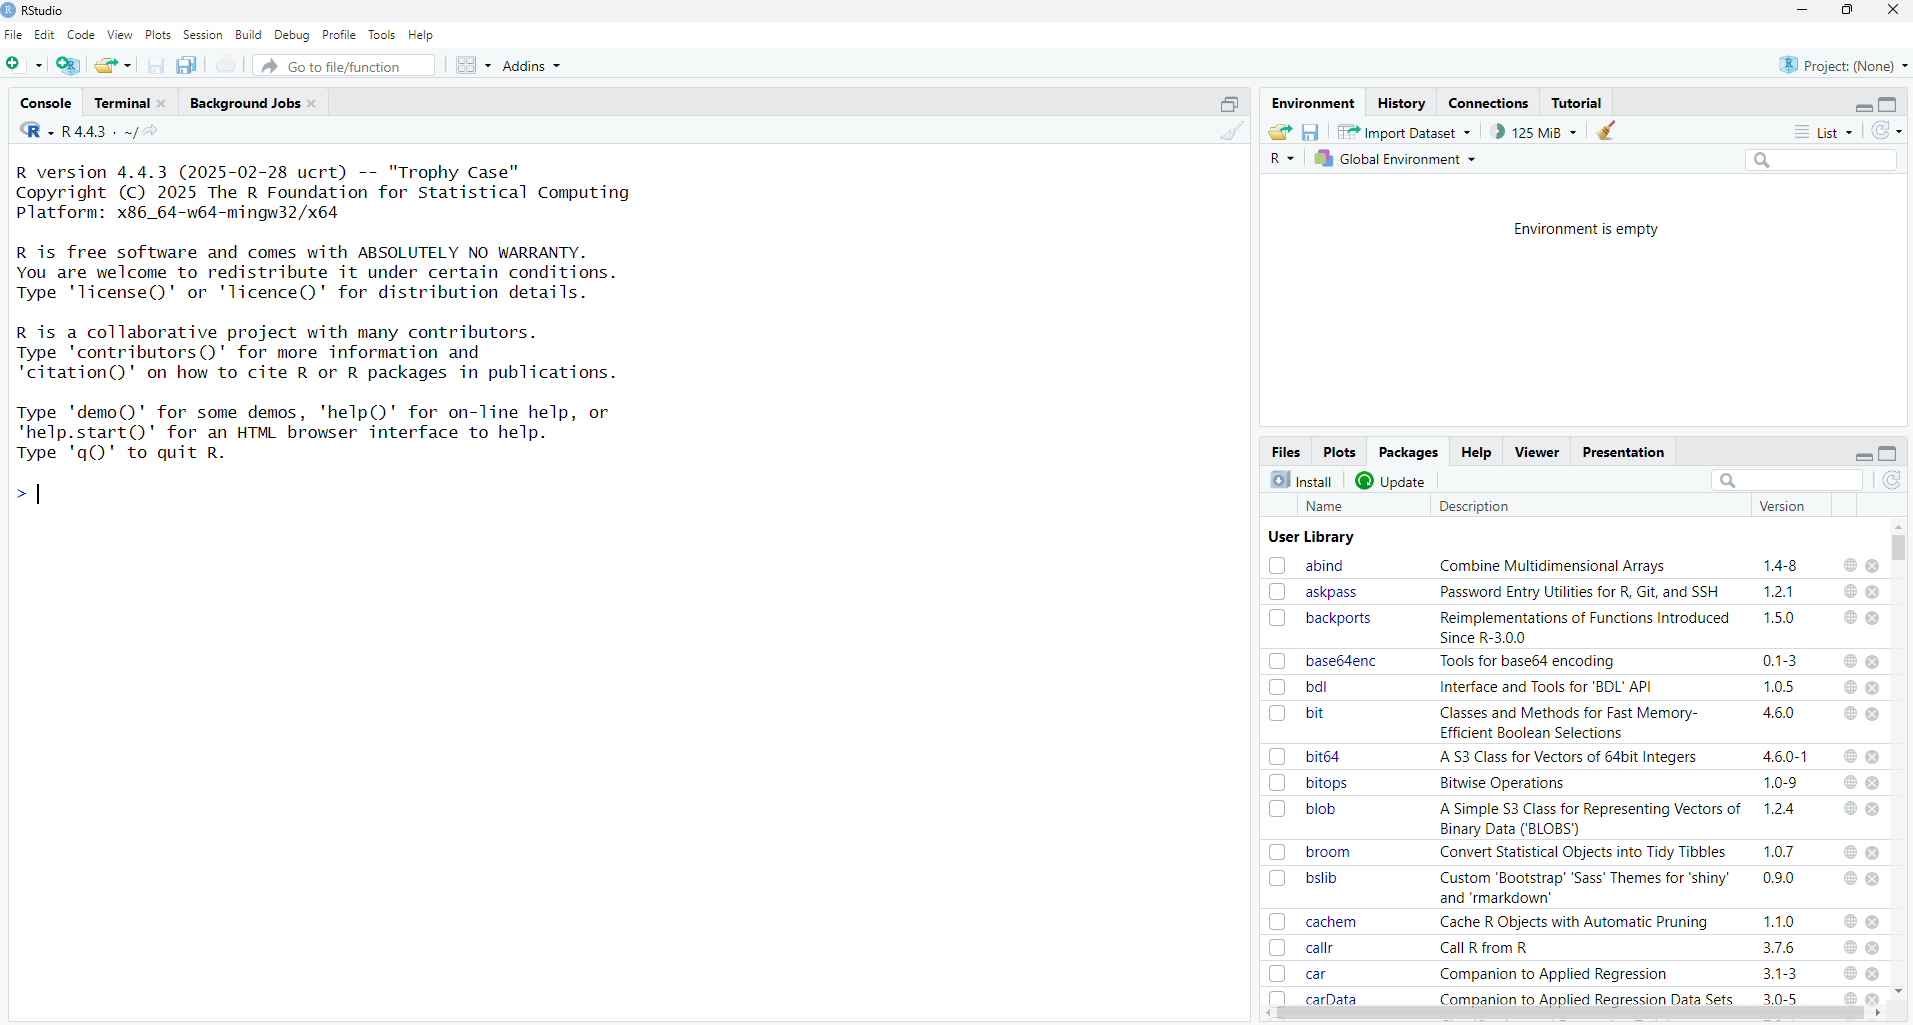 RStudio
File Edit Code View Plots Session Build Debug Profile Tools Help
Go to file/function Addins Project: (None)
Console Terminal Background Jobs
R 4.4.3 · ~/
R version 4.4.3 (2025-02-28 ucrt) -- "Trophy Case"
Copyright (C) 2025 The R Foundation for Statistical Computing
Platform: x86_64-w64-mingw32/x64
R is free software and comes with ABSOLUTELY NO WARRANTY.
You are welcome to redistribute it under certain conditions.
Type 'license()' or 'licence()' for distribution details.
R is a collaborative project with many contributors.
Type 'contributors()' for more information and
'citation()' on how to cite R or R packages in publications.
Type 'demo()' for some demos, 'help()' for on-line help, or
'help.start()' for an HTML browser interface to help.
Type 'q()' to quit R.
>
Environment History Connections Tutorial
Import Dataset 125 MiB List
R Global Environment
Environment is empty
Files Plots Packages Help Viewer Presentation
Install Update
Name Description Version
User Library
abind Combine Multidimensional Arrays 1.4-8
askpass Password Entry Utilities for R, Git, and SSH 1.2.1
backports Reimplementations of Functions Introduced 1.5.0
Since R-3.0.0
base64enc Tools for base64 encoding 0.1-3
bdl Interface and Tools for 'BDL' API 1.0.5
bit Classes and Methods for Fast Memory- 4.6.0
Efficient Boolean Selections
bit64 A S3 Class for Vectors of 64bit Integers 4.6.0-1
bitops Bitwise Operations 1.0-9
blob A Simple S3 Class for Representing Vectors of 1.2.4
Binary Data ('BLOBS')
broom Convert Statistical Objects into Tidy Tibbles 1.0.7
bslib Custom 'Bootstrap' 'Sass' Themes for 'shiny' 0.9.0
and 'rmarkdown'
cachem Cache R Objects with Automatic Pruning 1.1.0
callr Call R from R 3.7.6
car Companion to Applied Regression 3.1-3
carData Companion to Applied Regression Data Sets 3.0-5